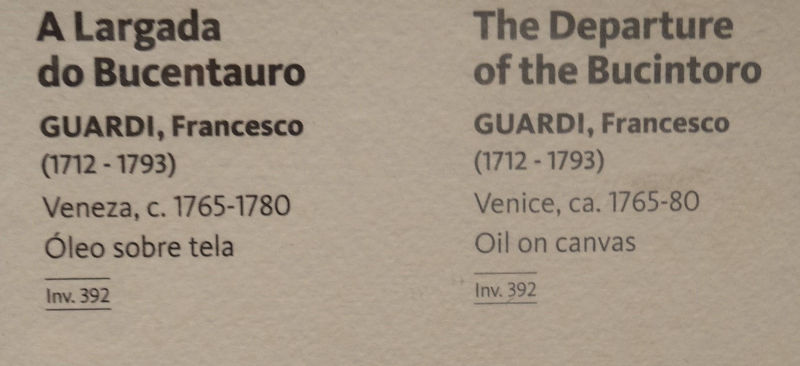 A Largada
do Bucentauro
GUARDI, Francesco
(1712 - 1793)
Veneza, c. 1765-1780
Óleo sobre tela
Inv. 392
The Departure
of the Bucintoro
GUARDI, Francesco
(1712 - 1793)
Venice, ca. 1765-80
Oil on canvas
Inv. 392